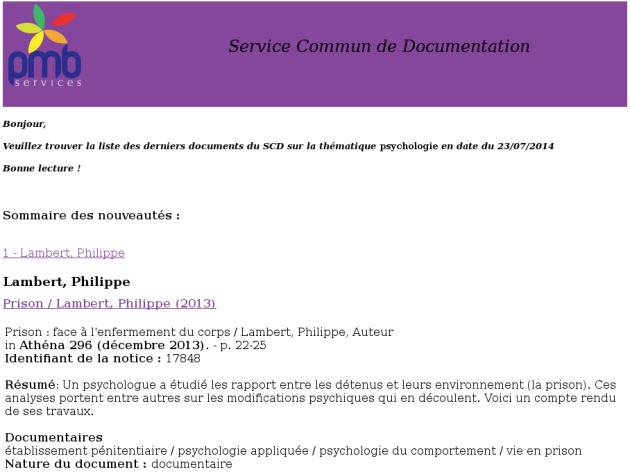 pmb
services
Service Commun de Documentation
Bonjour,
Veuillez trouver la liste des derniers documents du SCD sur la thématique psychologie en date du 23/07/2014
Bonne lecture !
Sommaire des nouveautés :
1 - Lambert, Philippe
Lambert, Philippe
Prison / Lambert, Philippe (2013)
Prison : face à l'enfermement du corps / Lambert, Philippe, Auteur
in Athéna 296 (décembre 2013). - p. 22-25
Identifiant de la notice : 17848
Résumé: Un psychologue a étudié les rapport entre les détenus et leurs environnement (la prison). Ces
analyses portent entre autres sur les modifications psychiques qui en découlent. Voici un compte rendu
de ses travaux.
Documentaires
établissement pénitentiaire / psychologie appliquée / psychologie du comportement / vie en prison
Nature du document : documentaire